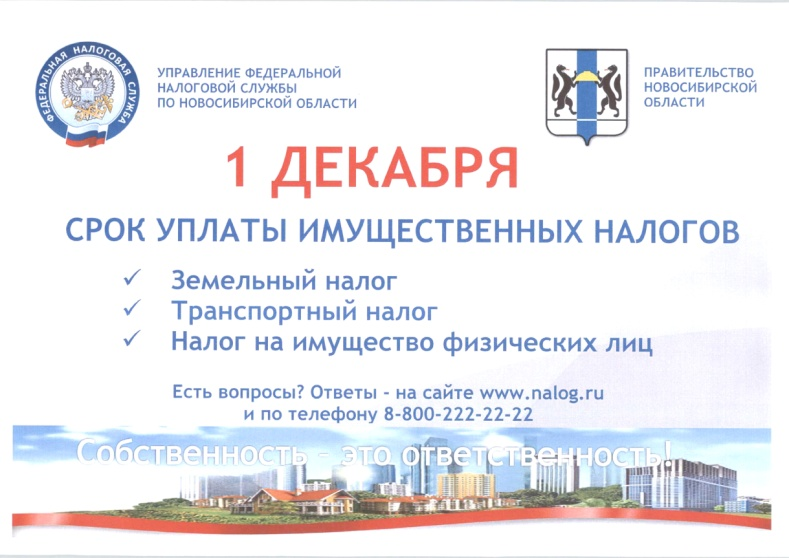 ФЕДЕРАЛЬНАЯ НАЛОГОВАЯ СЛУЖБА
УПРАВЛЕНИЕ ФЕДЕРАЛЬНОЙ
НАЛОГОВОЙ СЛУЖБЫ
ПО НОВОСИБИРСКОЙ ОБЛАСТИ
ПРАВИТЕЛЬСТВО
НОВОСИБИРСКОЙ
ОБЛАСТИ
1 ДЕКАБРЯ
СРОК УПЛАТЫ ИМУЩЕСТВЕННЫХ НАЛОГОВ
✓ Земельный налог
✓ Транспортный налог
✓ Налог на имущество физических лиц
Есть вопросы? Ответы - на сайте www.nalog.ru
и по телефону 8-800-222-22-22
Собственность - это ответственность!